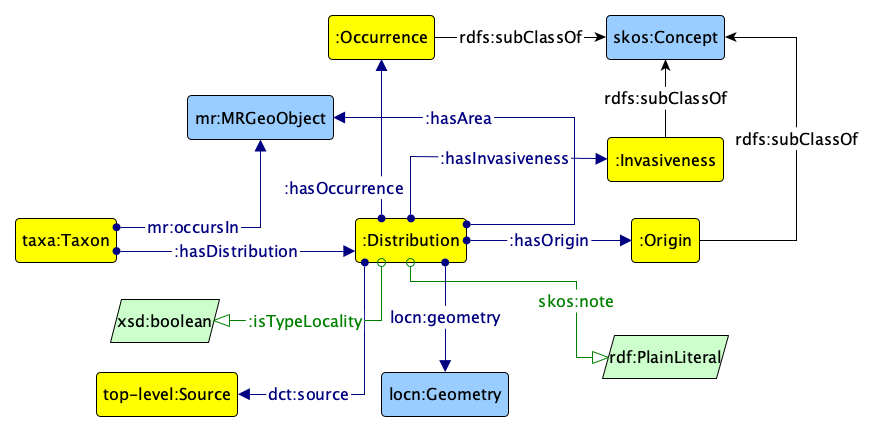 :Occurrence
rdfs:subClassOf
skos:Concept
rdfs:subClassOf
mr:MRGeoObject
:hasArea
rdfs:subClassOf
:hasInvasiveness
:Invasiveness
:hasOccurrence
taxa:Taxon
mr:occursIn
:hasDistribution
:Distribution
:hasOrigin
:Origin
xsd:boolean
:isTypeLocality
locn:geometry
skos:note
rdf:PlainLiteral
top-level:Source
dct:source
locn:Geometry